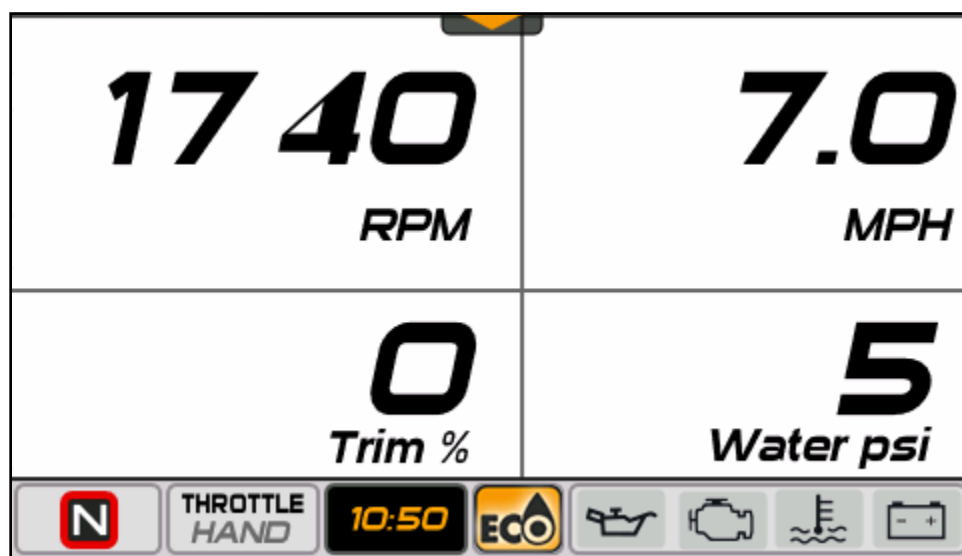 1740
RPM
7.0
MPH
0
Trim %
5
Water psi
N
THROTTLE
HAND
10:50
ECO
- +